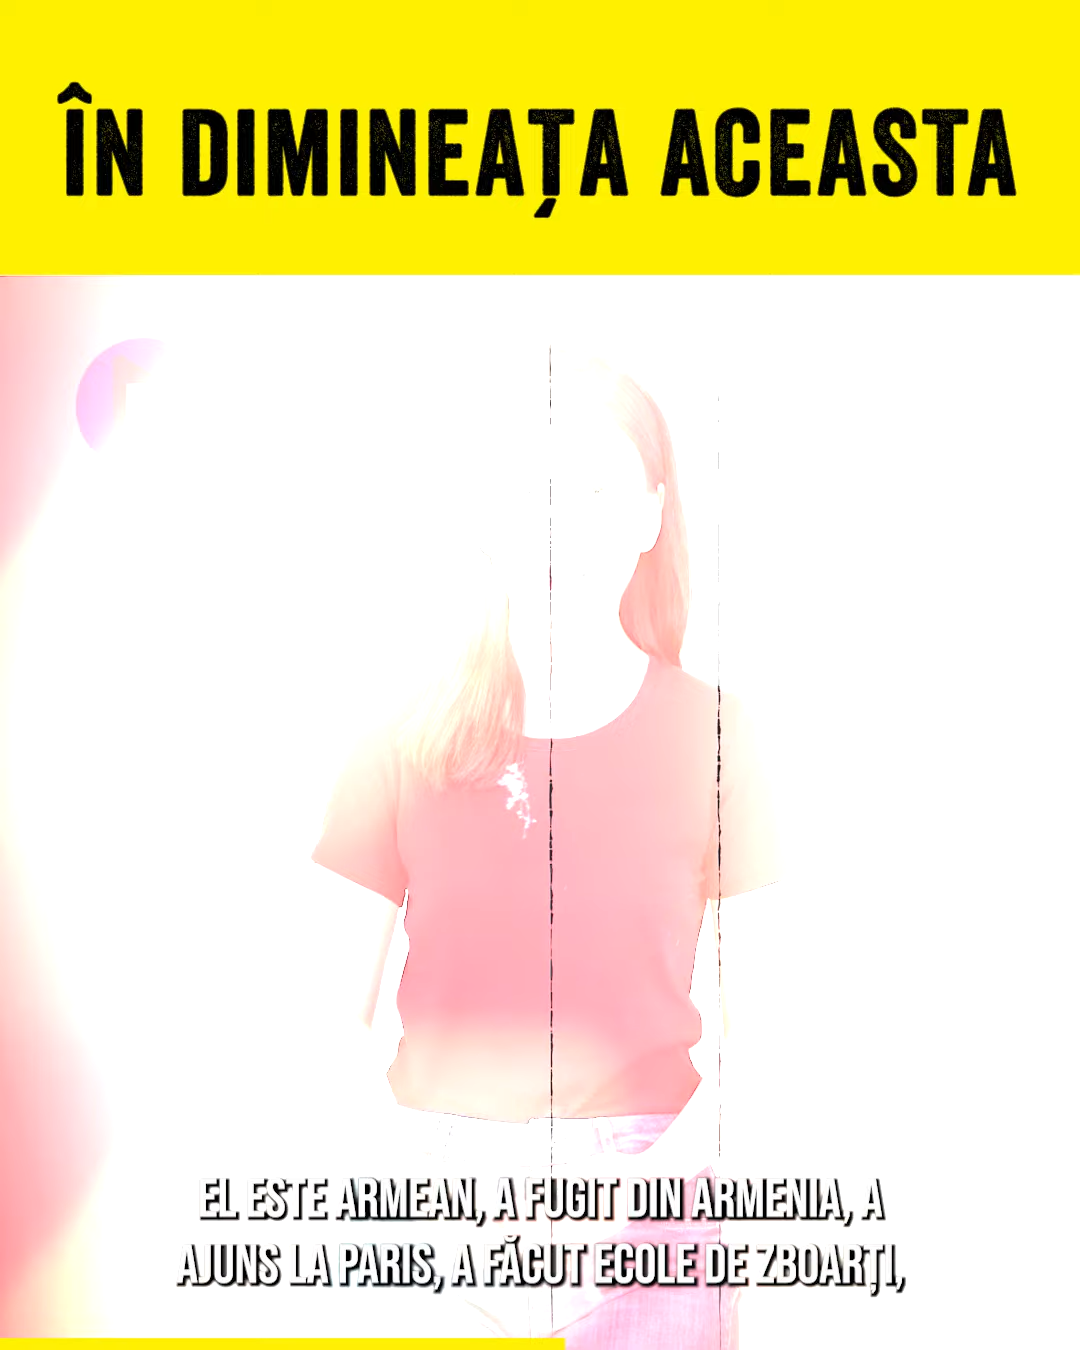 ÎN DIMINEAȚA ACEASTA
EL ESTE ARMEAN, A FUGIT DIN ARMENIA, A
AJUNS LA PARIS, A FĂCUT ECOLE DE ZBOARȚI,